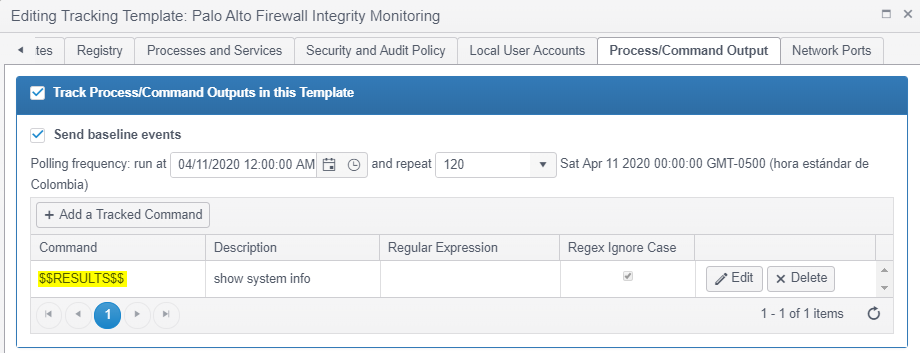 Editing Tracking Template: Palo Alto Firewall Integrity Monitoring
tes Registry Processes and Services Security and Audit Policy Local User Accounts Process/Command Output Network Ports
Track Process/Command Outputs in this Template
Send baseline events
Polling frequency: run at 04/11/2020 12:00:00 AM and repeat 120 Sat Apr 11 2020 00:00:00 GMT-0500 (hora estándar de
Colombia)
+ Add a Tracked Command
Command Description Regular Expression Regex Ignore Case
$$RESULTS$$ show system info Edit Delete
1 1 - 1 of 1 items